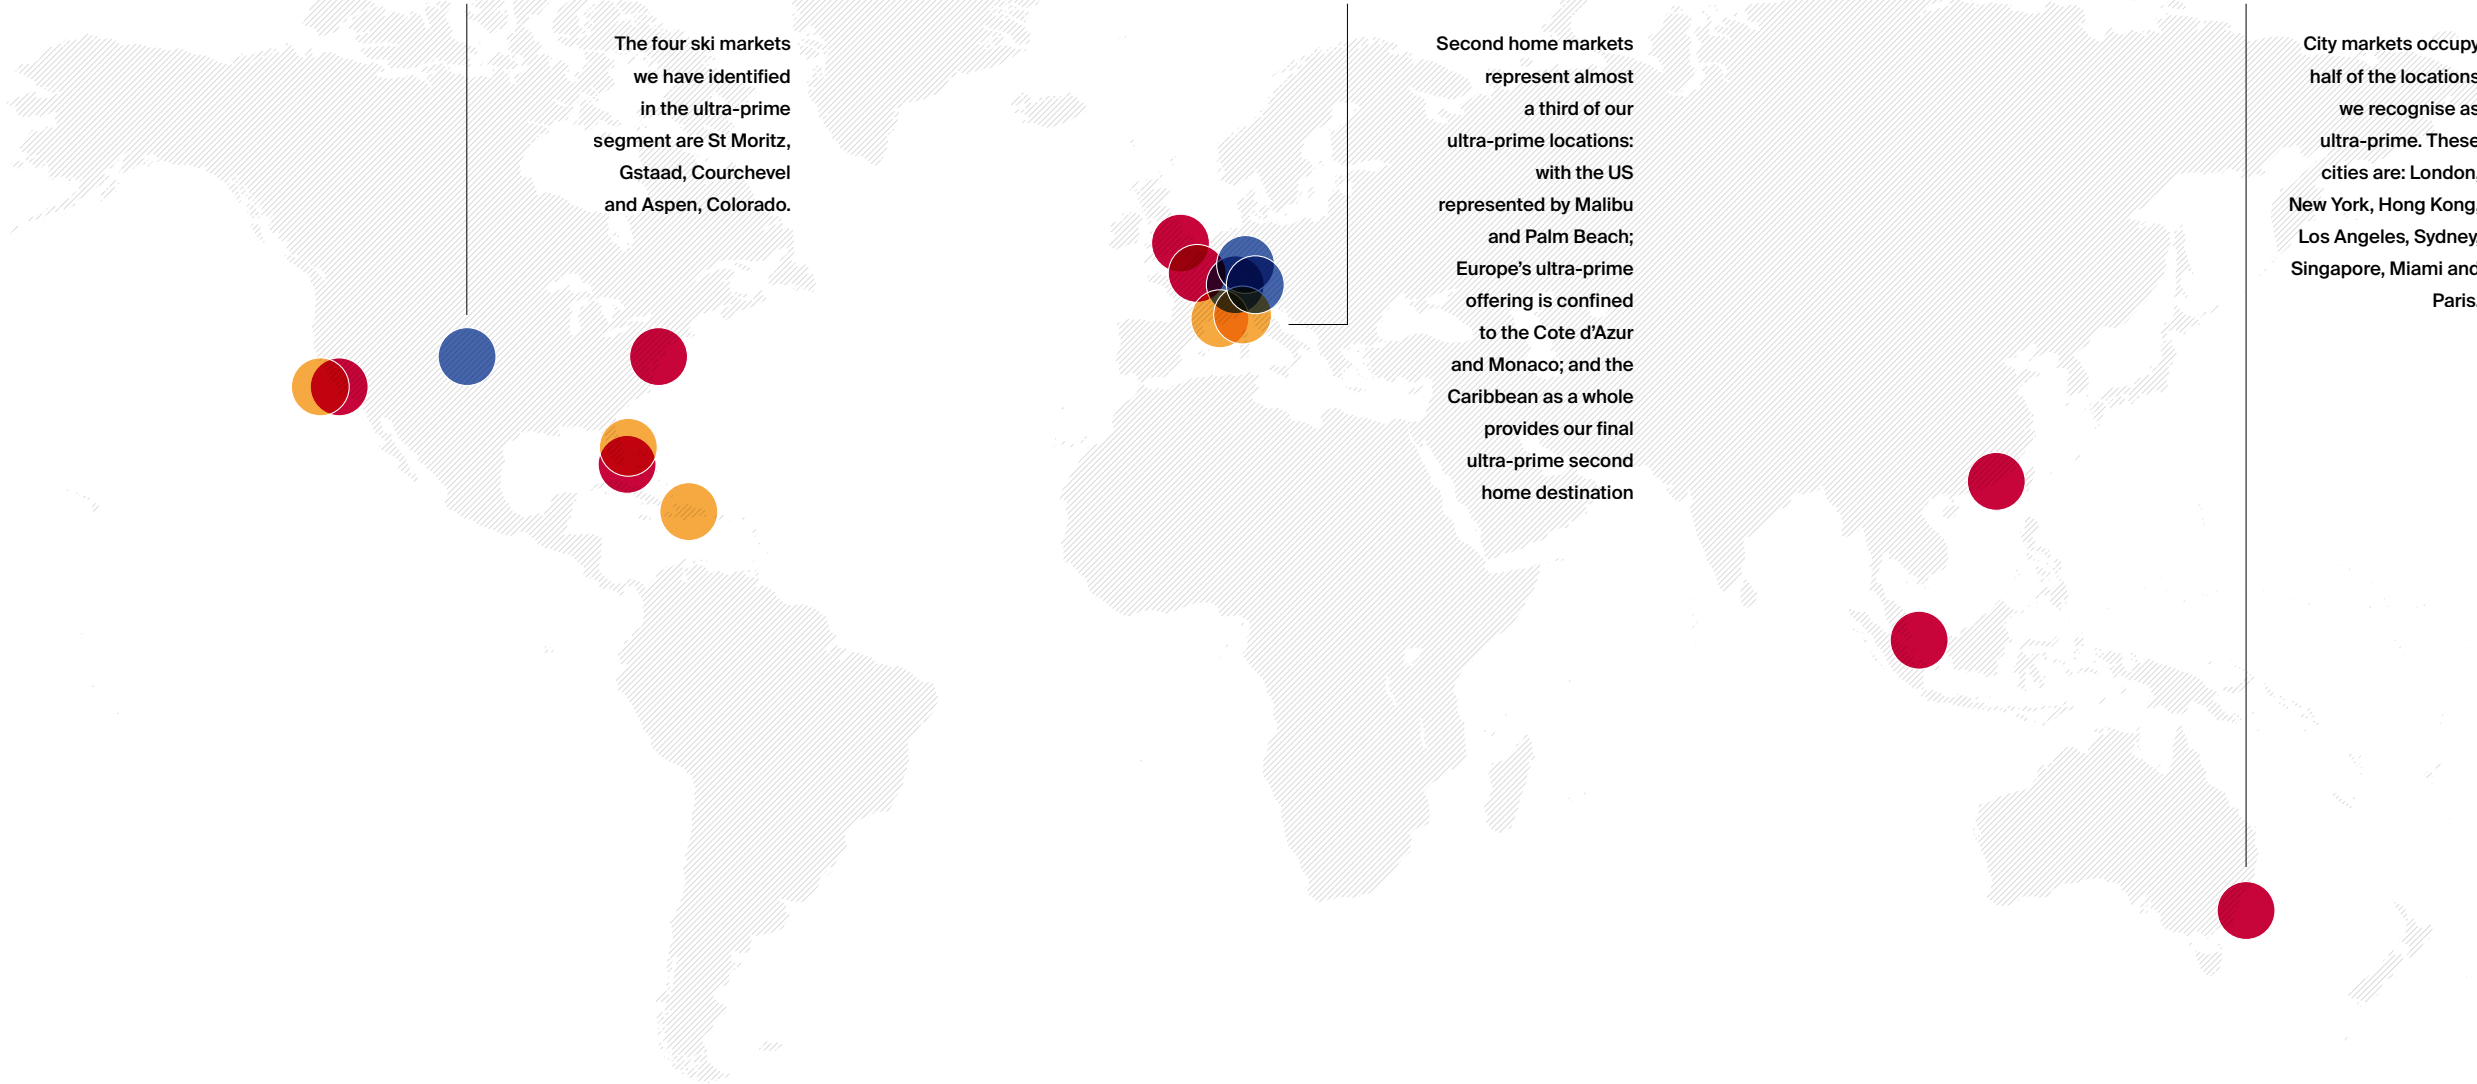 The four ski markets
we have identified
in the ultra-prime
segment are St Moritz,
Gstaad, Courchevel
and Aspen, Colorado.
Second home markets
represent almost
a third of our
ultra-prime locations:
with the US
represented by Malibu
and Palm Beach;
Europe’s ultra-prime
offering is confined
to the Cote d’Azur
and Monaco; and the
Caribbean as a whole
provides our final
ultra-prime second
home destination
City markets occupy
half of the locations
we recognise as
ultra-prime. These
cities are: London,
New York, Hong Kong,
Los Angeles, Sydney,
Singapore, Miami and
Paris.